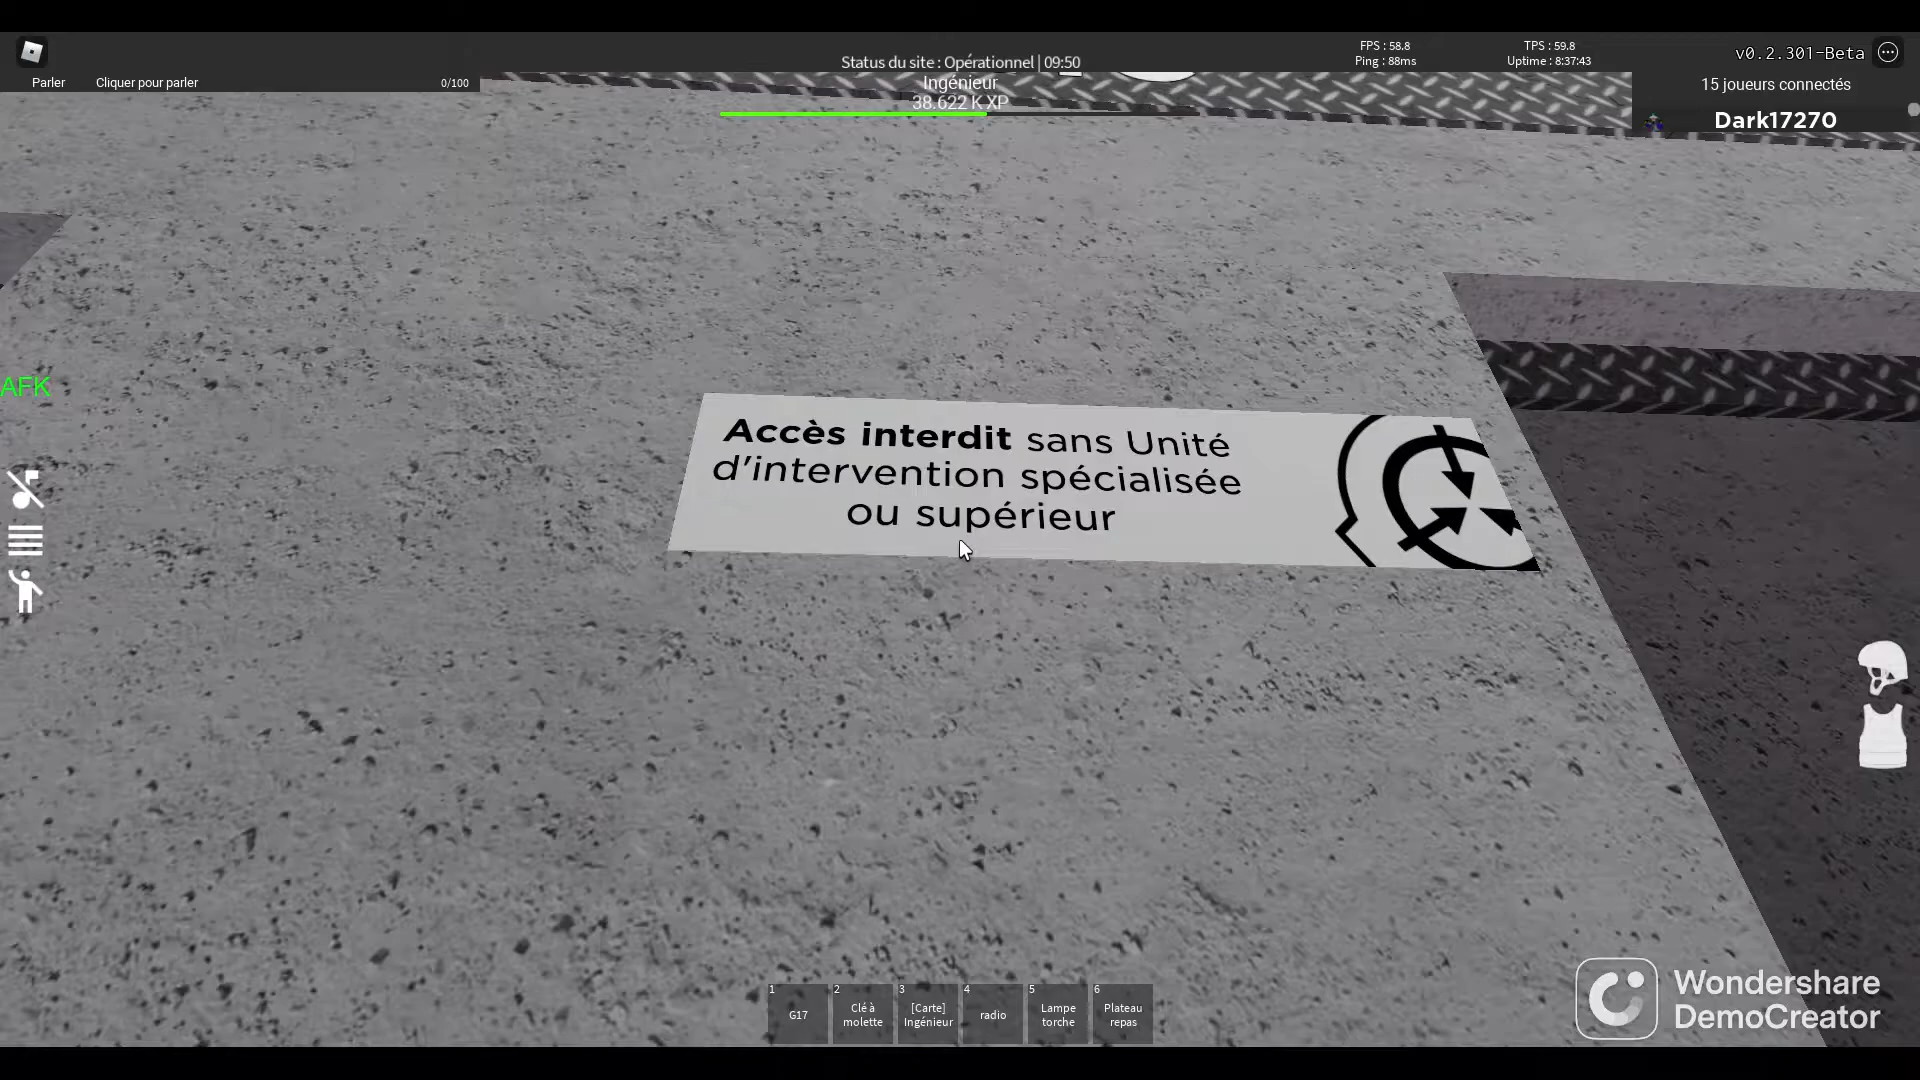 Status du site : Opérationnel | 09:50
Ingénieur
38.622 K XP
FPS : 58.8
Ping : 88ms
TPS : 59.8
Uptime : 8:37:43
v0.2.301-Beta
15 joueurs connectés
Dark17270
Parler
Cliquer pour parler
0/100
AFK
Accès interdit sans Unité
d'intervention spécialisée
ou supérieur
1
G17
2
Clé à
molette
3
[Carte]
Ingénieur
4
radio
5
Lampe
torche
6
Plateau
repas
Wondershare
DemoCreator